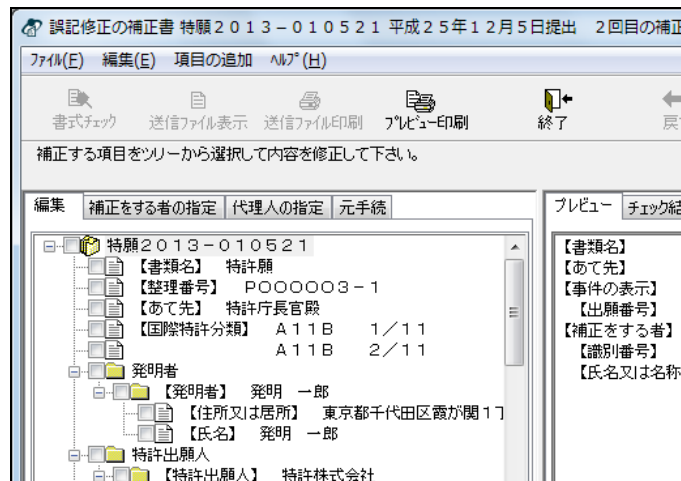 誤記修正の補正書 特願２０１３－０１０５２１ 平成２５年１２月５日提出　２回目の補正
ﾌｧｲﾙ(F)　編集(E)　項目の追加　ﾍﾙﾌﾟ(H)
書式ﾁｪｯｸ　送信ﾌｧｲﾙ表示　送信ﾌｧｲﾙ印刷　ﾌﾟﾚﾋﾞｭｰ印刷　終了　戻
補正する項目をツリーから選択して内容を修正して下さい。
編集　補正をする者の指定　代理人の指定　元手続
特願２０１３－０１０５２１
【書類名】　特許願
【整理番号】　Ｐ０００００３－１
【あて先】　特許庁長官殿
【国際特許分類】　Ａ１１Ｂ　１／１１
Ａ１１Ｂ　２／１１
発明者
【発明者】　発明　一郎
【住所又は居所】　東京都千代田区霞が関１丁
【氏名】　発明　一郎
特許出願人
【特許出願人】　特許株式会社
プレビュー　チェック結
【書類名】
【あて先】
【事件の表示】
【出願番号】
【補正をする者】
【識別番号】
【氏名又は名称